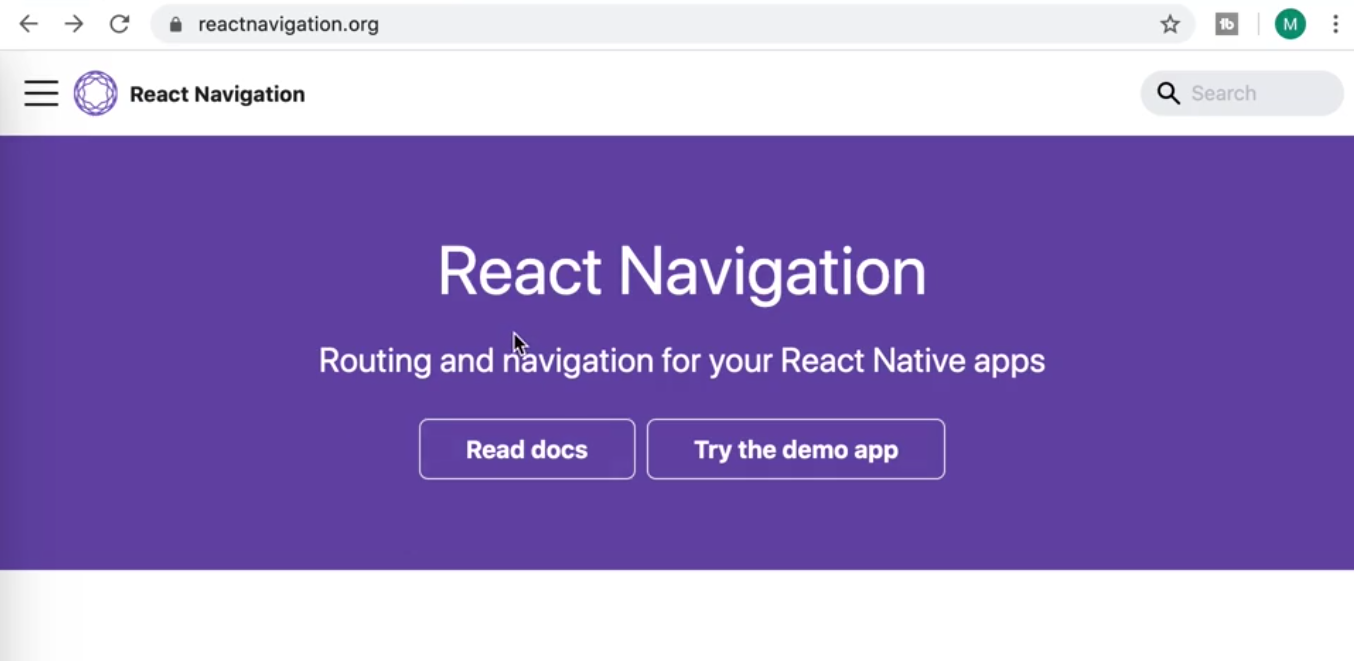 reactnavigation.org
1b
M
React Navigation
Search
React Navigation
Routing and navigation for your React Native apps
Read docs
Try the demo app